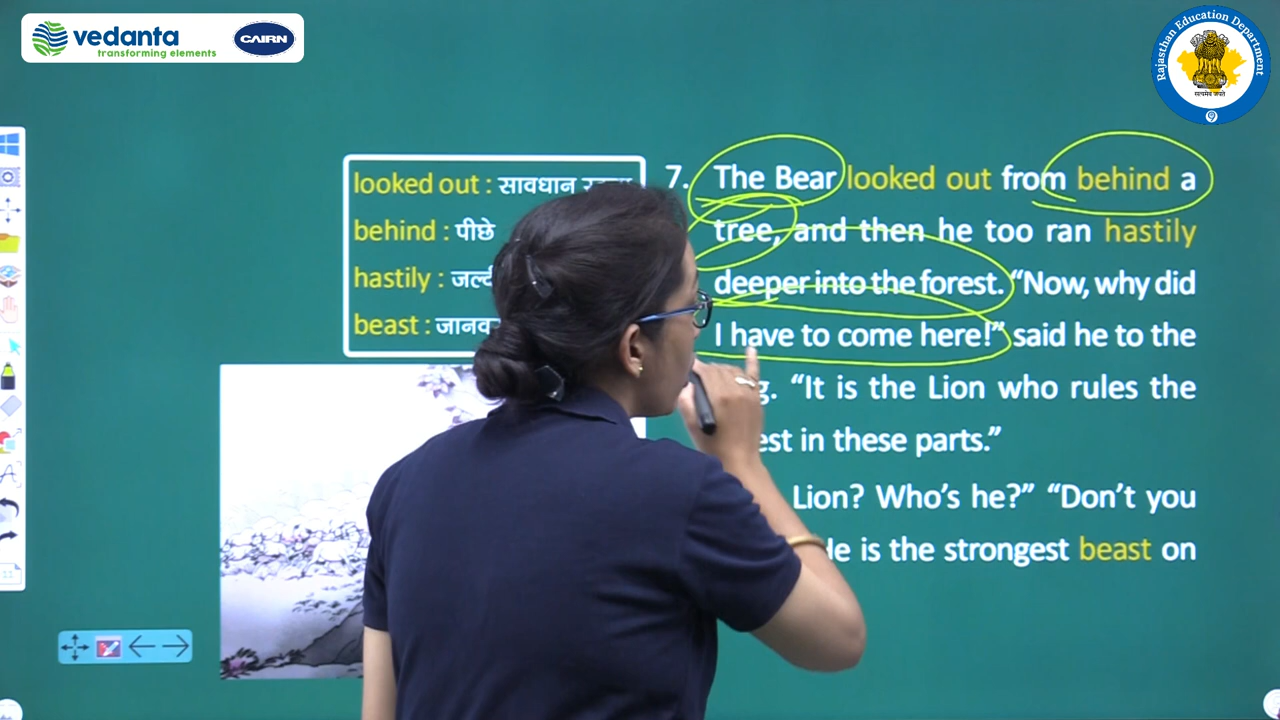 vedanta
transforming elements
CAIRN
Rajasthan Education Department
सत्यमेव जयते
looked out : सावधान
behind : पीछे
hastily :
beast :
7. The Bear looked out from behind a
tree, and then he too ran hastily
deeper into the forest. “Now, why did
I have to come here!” said he to the
“It is the Lion who rules the
in these parts.”
Lion? Who’s he?” “Don’t you
is the strongest beast on